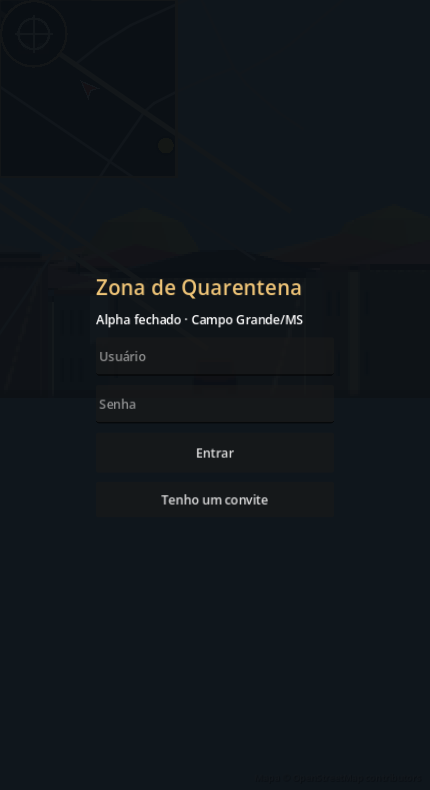 Zona de Quarentena
Alpha fechado · Campo Grande/MS
Usuário
Senha
Entrar
Tenho um convite